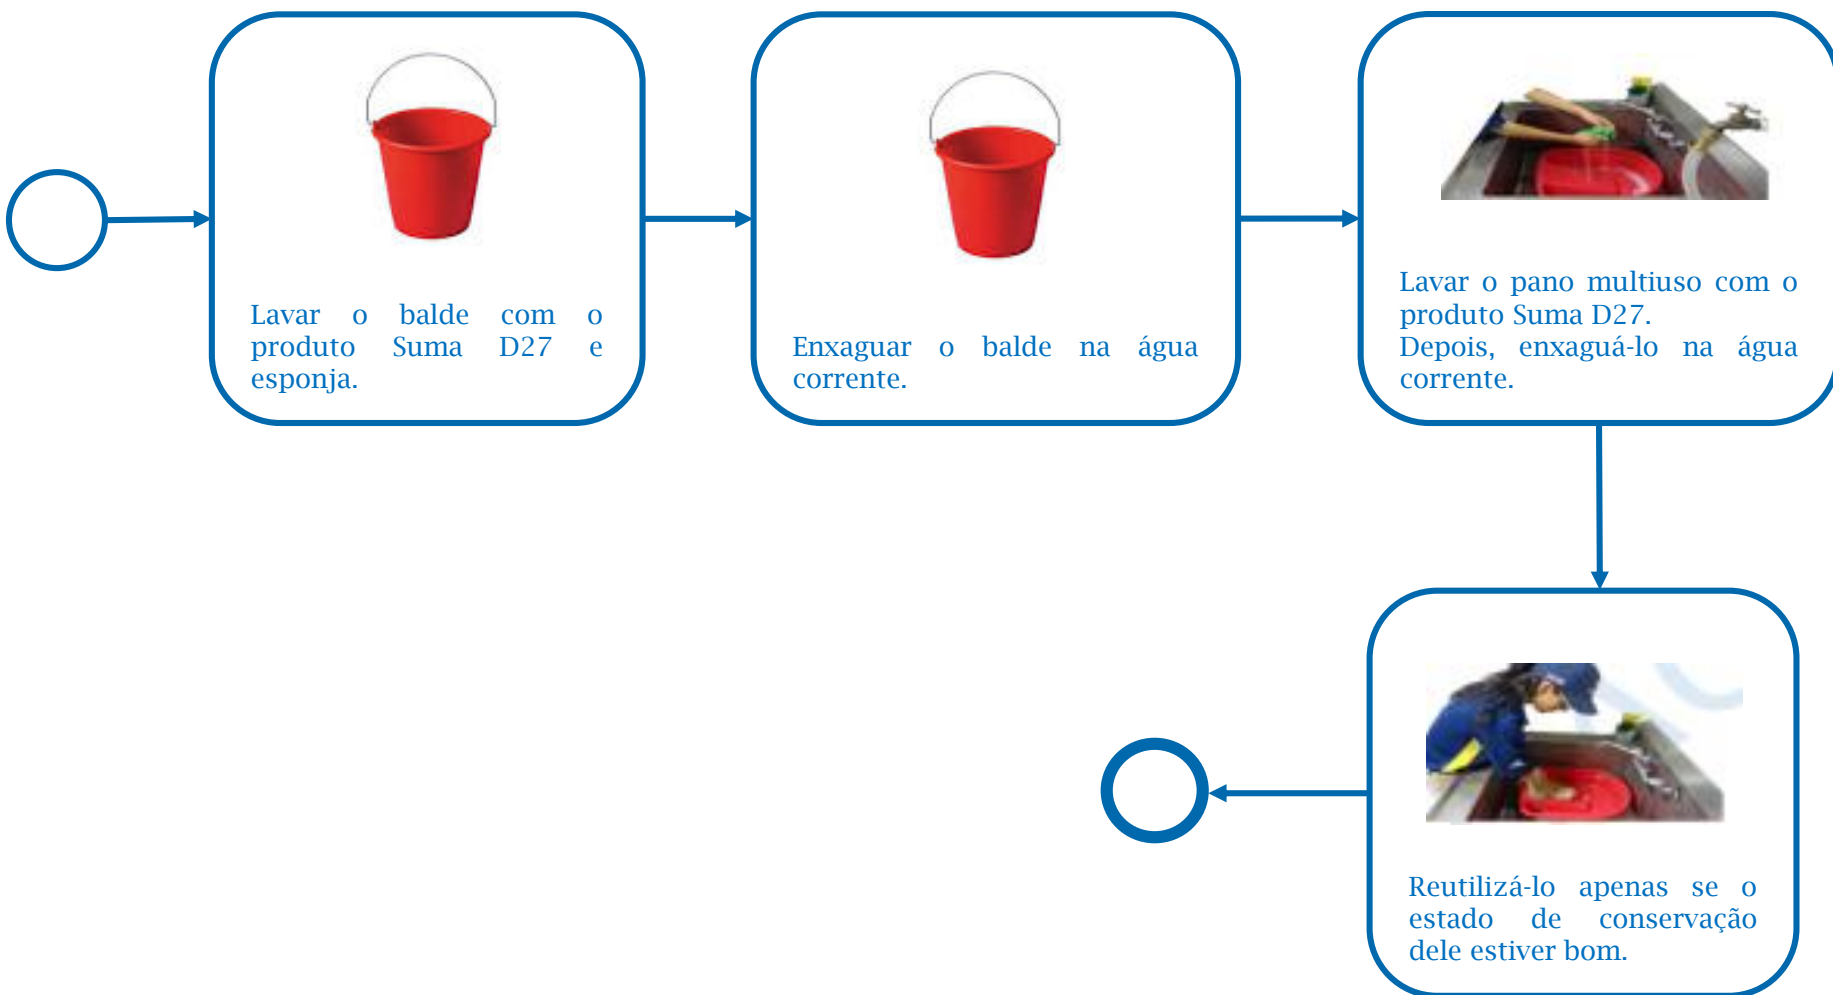 Lavar o balde com o
produto Suma D27 e
esponja.
Enxaguar o balde na água
corrente.
Lavar o pano multiuso com o
produto Suma D27.
Depois, enxaguá-lo na água
corrente.
Reutilizá-lo apenas se o
estado de conservação
dele estiver bom.